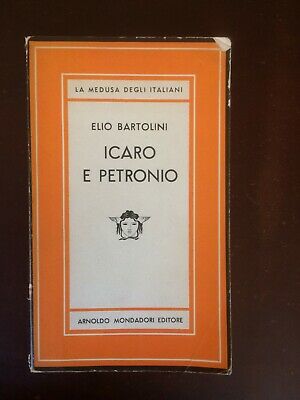 LA MEDUSA DEGLI ITALIANI
ELIO BARTOLINI
ICARO
E PETRONIO
ARNOLDO MONDADORI EDITORE